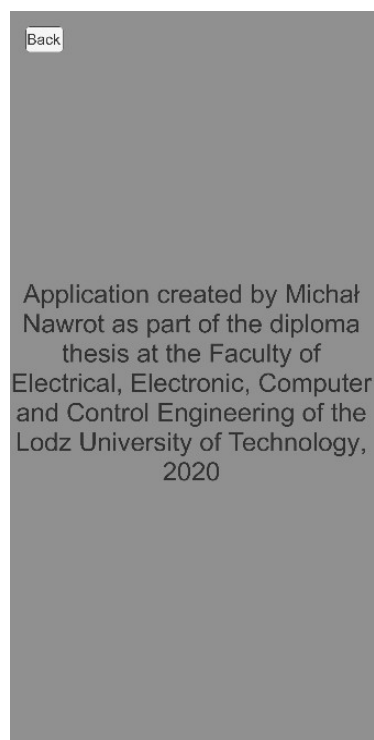 Back
Application created by Michał
Nawrot as part of the diploma
thesis at the Faculty of
Electrical, Electronic, Computer
and Control Engineering of the
Lodz University of Technology,
2020